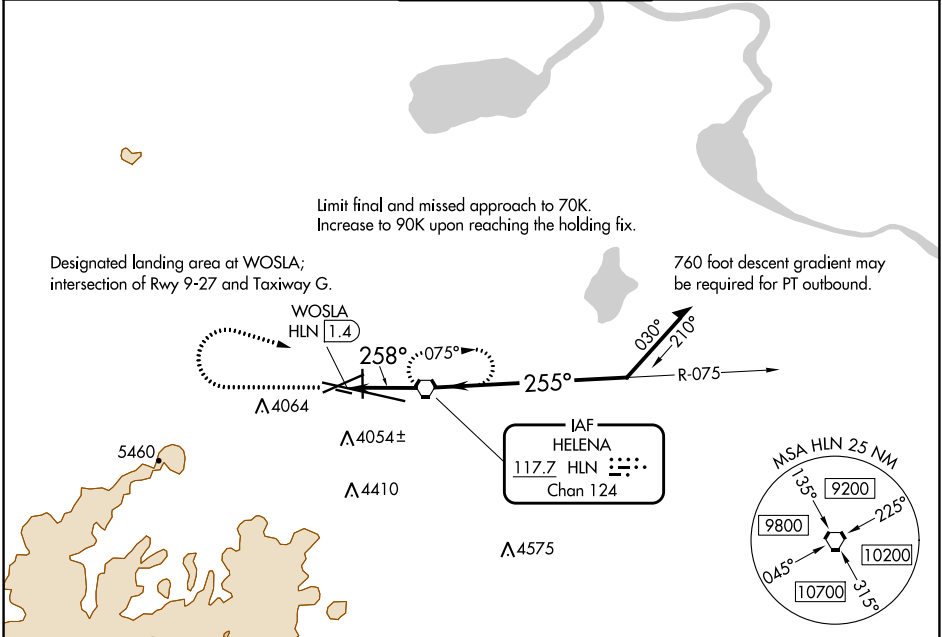 Limit final and missed approach to 70K.
Increase to 90K upon reaching the holding fix.
Designated landing area at WOSLA;
intersection of Rwy 9-27 and Taxiway G.
760 foot descent gradient may
be required for PT outbound.
WOSLA
HLN 1.4
258°
075°
255°
030°
210°
R-075
4064
4054±
4410
4575
5460
IAF
HELENA
117.7 HLN
Chan 124
MSA HLN 25 NM
135°
9200
225°
9800
10200
045°
10700
315°